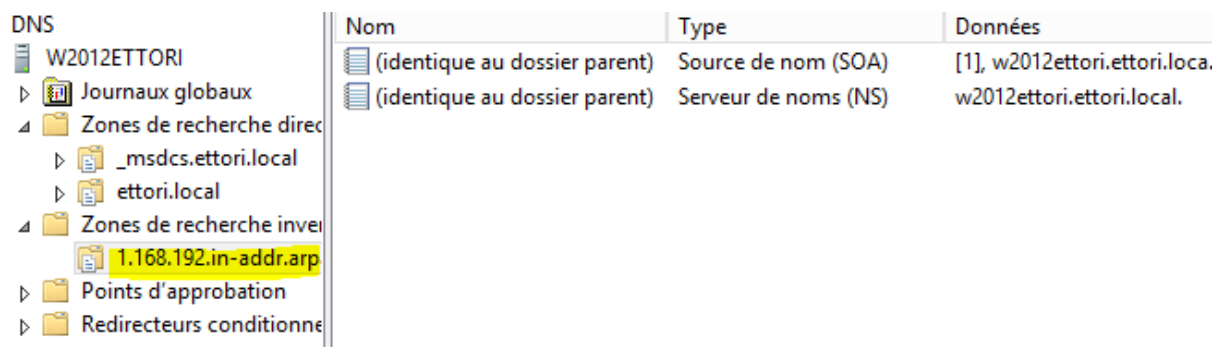 DNS
W2012ETTORI
Journaux globaux
Zones de recherche direc
_msdcs.ettori.local
ettori.local
Zones de recherche inve
1.168.192.in-addr.arp
Points d'approbation
Redirecteurs conditionne
Nom Type Données
(identique au dossier parent) Source de nom (SOA) [1], w2012ettori.ettori.loca.
(identique au dossier parent) Serveur de noms (NS) w2012ettori.ettori.local.